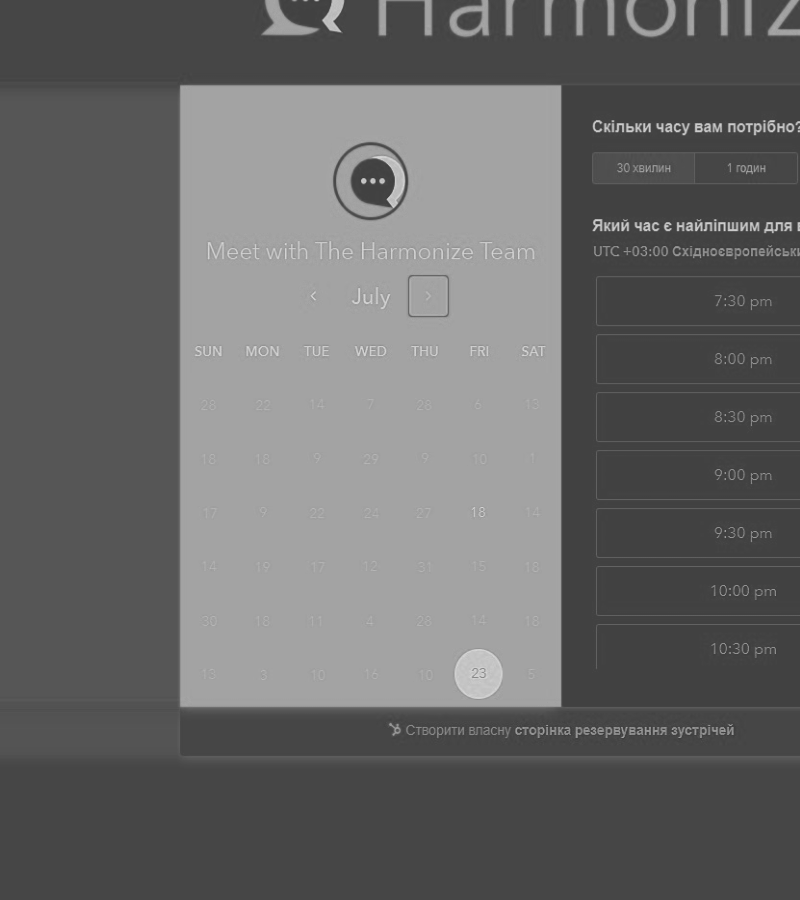 Harmoniz
Meet with The Harmonize Team
July
SUN MON TUE WED THU FRI SAT
28 22 14 7 28 6 13
18 18 9 29 9 10 1
17 9 22 24 27 18 14
14 19 17 12 31 15 18
30 18 11 4 28 14 18
13 3 10 16 10 23 5
Скільки часу вам потрібно?
30 хвилин 1 годин
Який час є найліпшим для
UTC +03:00 Східноєвропейськи
7:30 pm
8:00 pm
8:30 pm
9:00 pm
9:30 pm
10:00 pm
10:30 pm
Створити власну сторінка резервування зустрічей